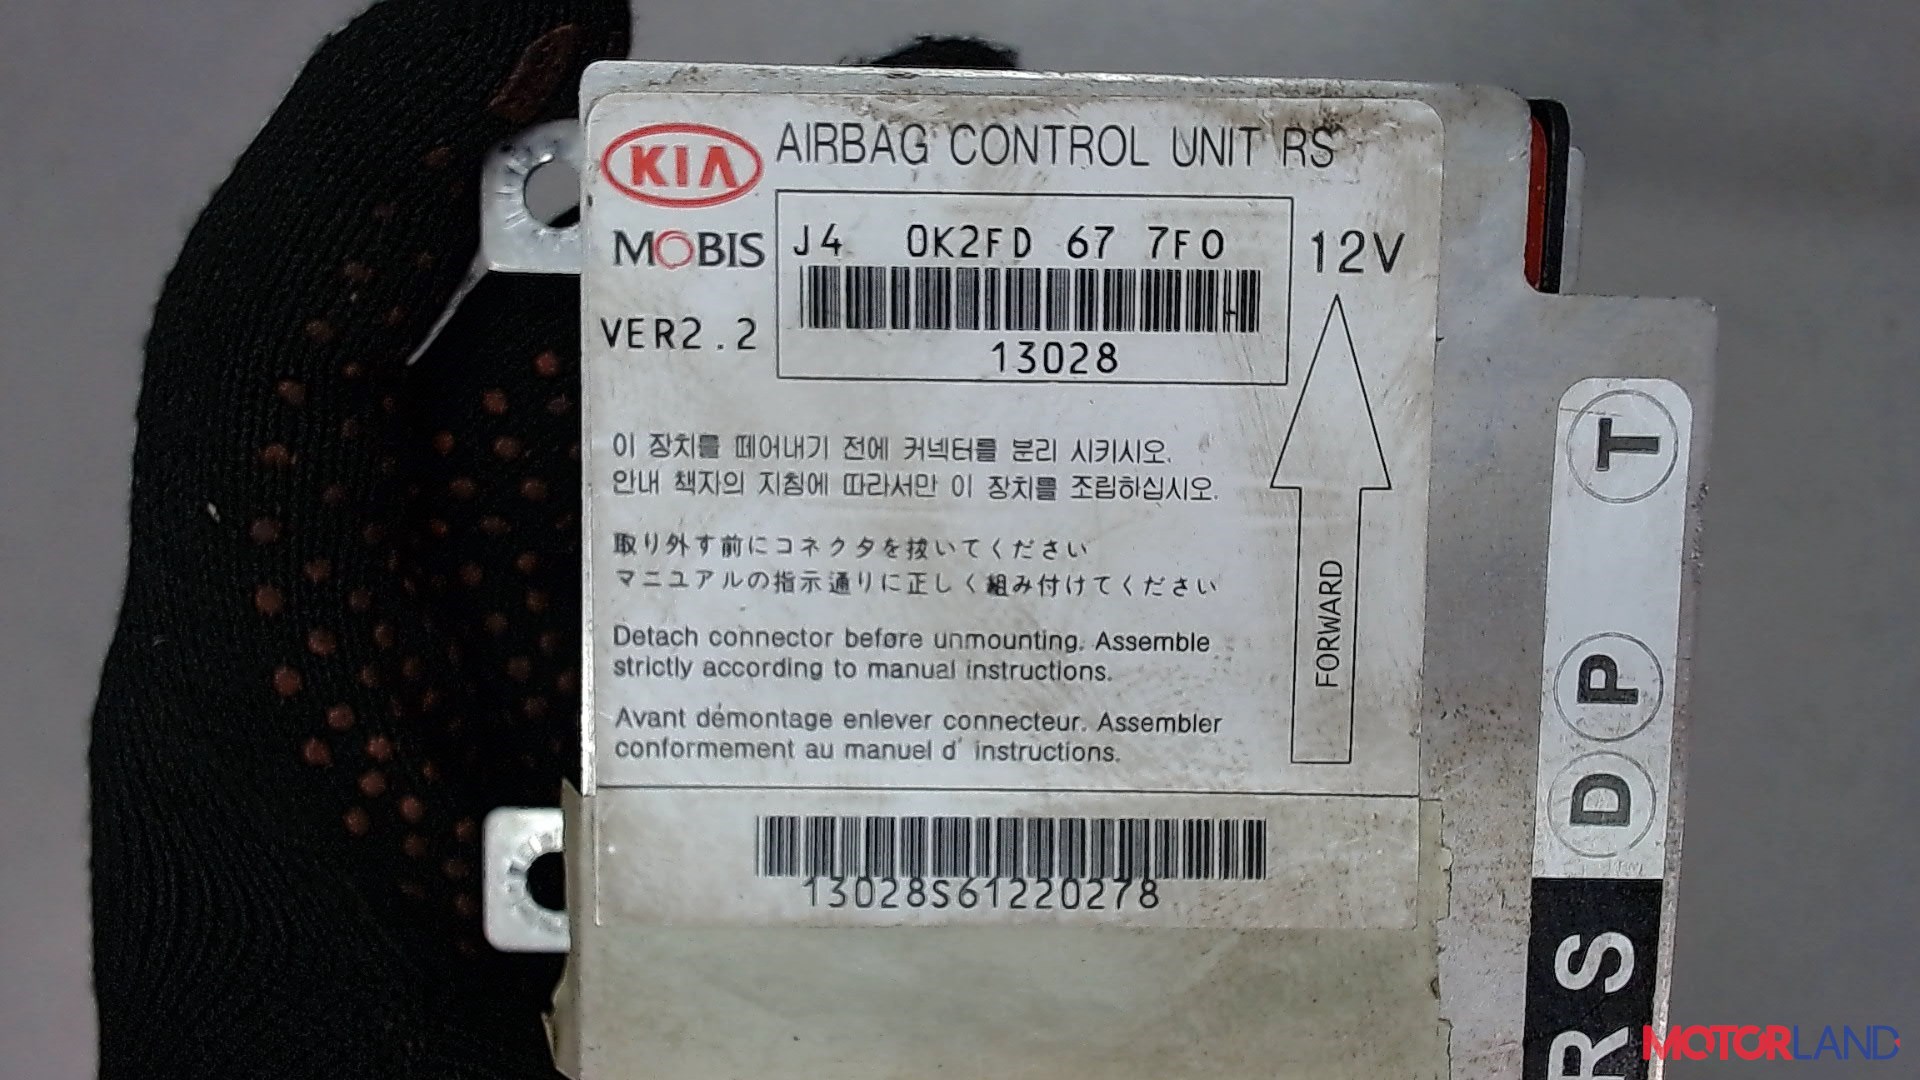 KIA AIRBAG CONTROL UNIT RS
MOBIS J4 0K2FD 67 7F0 12V
VER2.2
13028
이 장치를 떼어내기 전에 커넥터를 분리 시키시오.
안내 책자의 지침에 따라서만 이 장치를 조립하십시오.
取り外す前にコネクタを抜いてください
マニュアルの指示通りに正しく組み付けてください
Detach connector before unmounting. Assemble
strictly according to manual instructions.
Avant démontage enlever connecteur. Assembler
conformement au manuel d' instructions.
FORWARD
13028S61220278
RS D P T
MOTORLAND